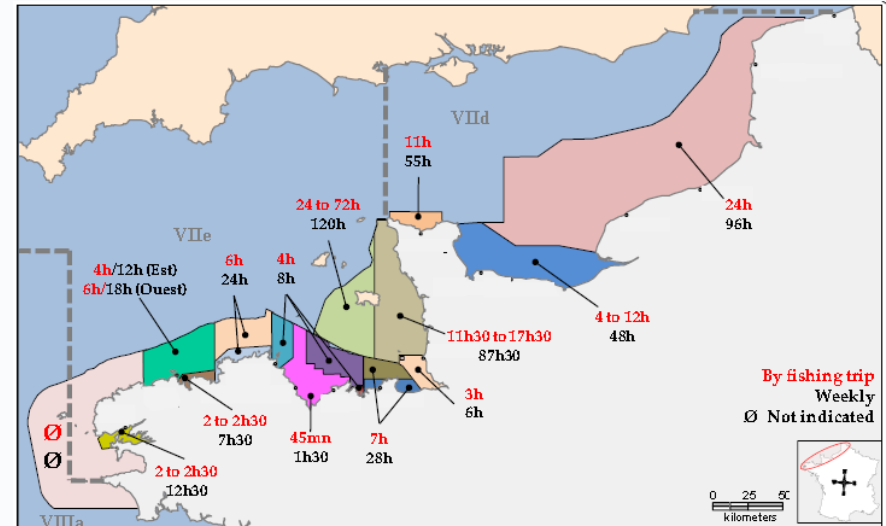 VIId
11h
55h
24 to 72h
120h
24h
96h
VIIe
6h
24h
4h
8h
4h/12h (Est)
6h/18h (Ouest)
11h30 to 17h30
87h30
4 to 12h
48h
3h
6h
By fishing trip
Weekly
Ø Not indicated
2 to 2h30
7h30
45mn
1h30
7h
28h
Ø
Ø
2 to 2h30
12h30
0 25 50
kilometers
VIIIa